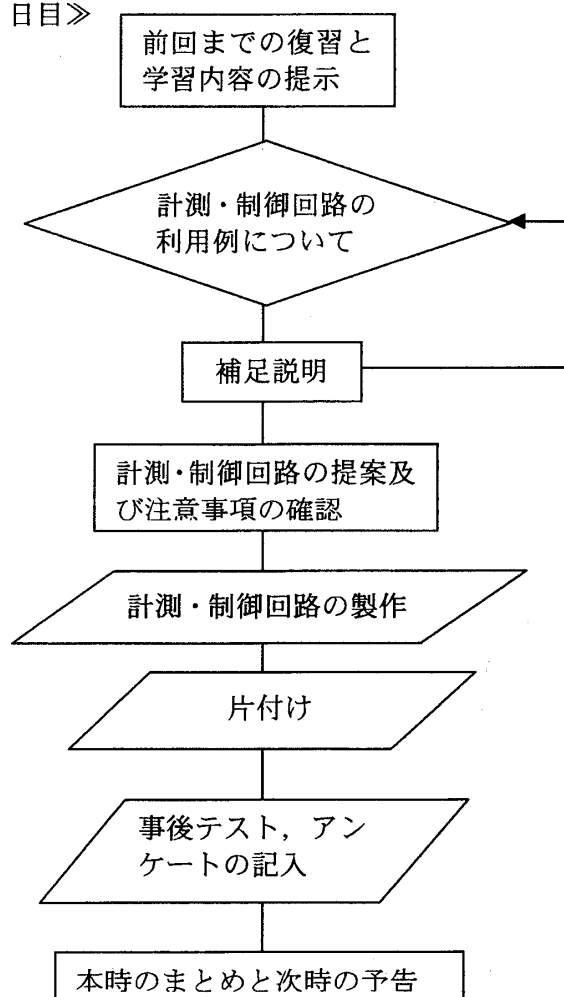 日目≫
前回までの復習と
学習内容の提示
計測・制御回路の
利用例について
補足説明
計測・制御回路の提案及
び注意事項の確認
計測・制御回路の製作
片付け
事後テスト，アン
ケートの記入
本時のまとめと次時の予告